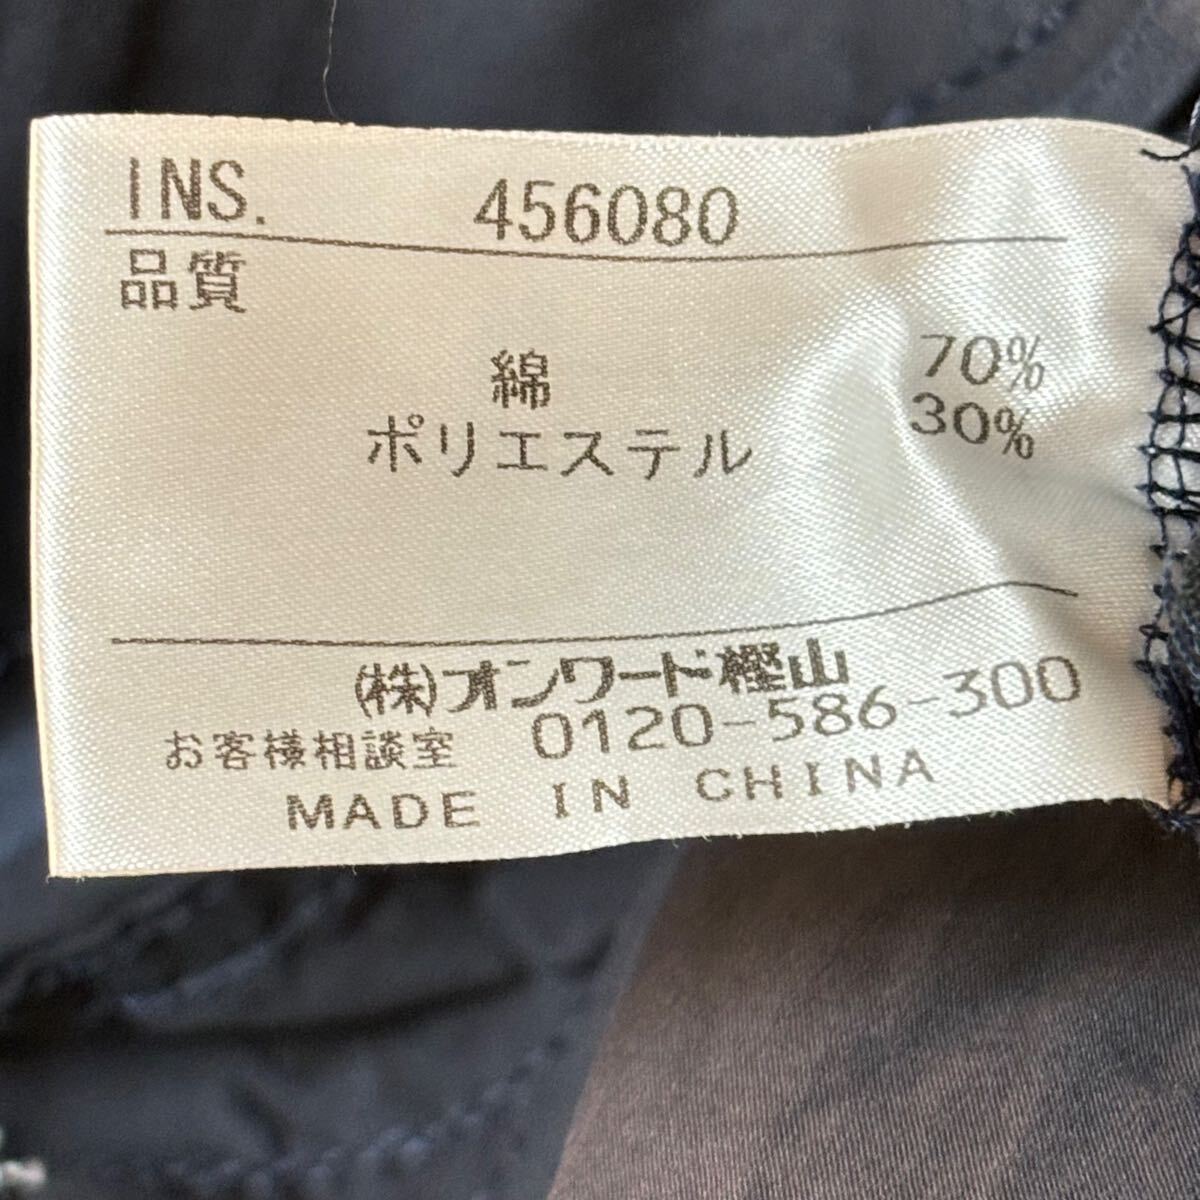 INS. 456080
品質
綿 70%
ポリエステル 30%
(株)オンワード樫山
お客様相談室 0120-586-300
MADE IN CHINA